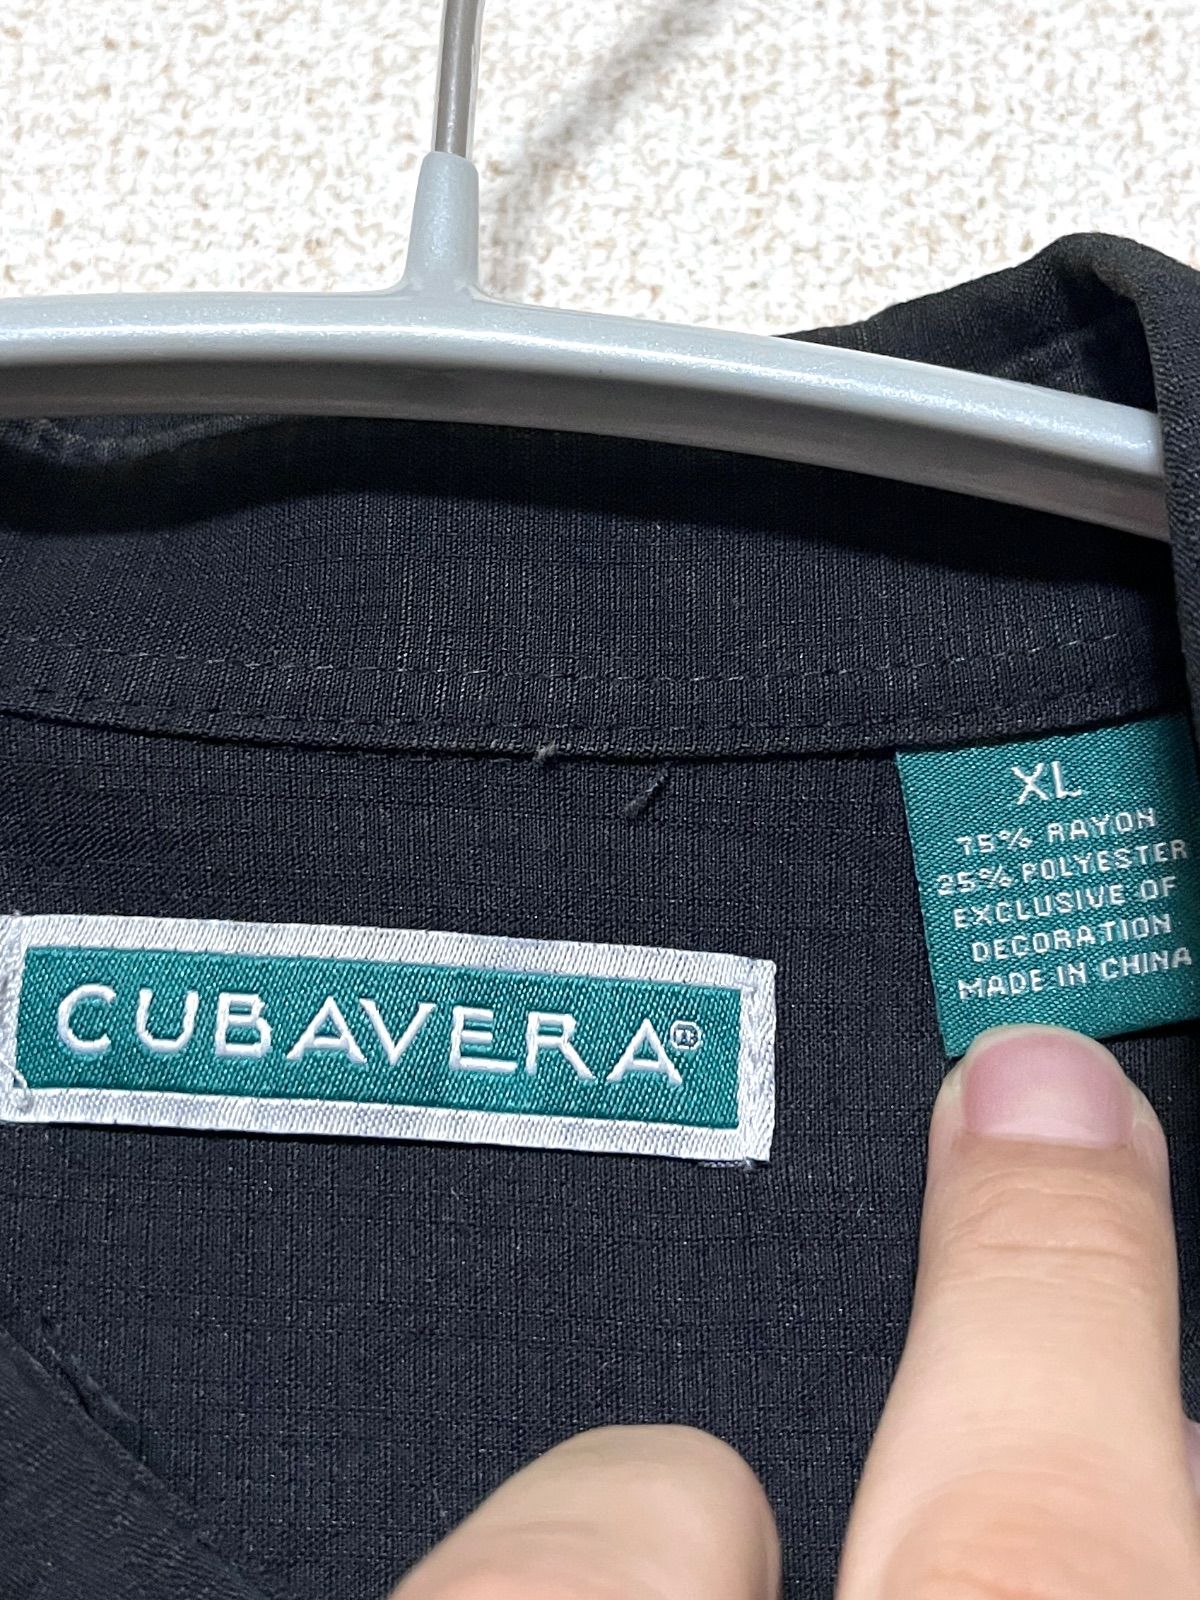 XL
75% RAYON
25% POLYESTER
EXCLUSIVE OF
DECORATION
MADE IN CHINA
CUBAVERA®